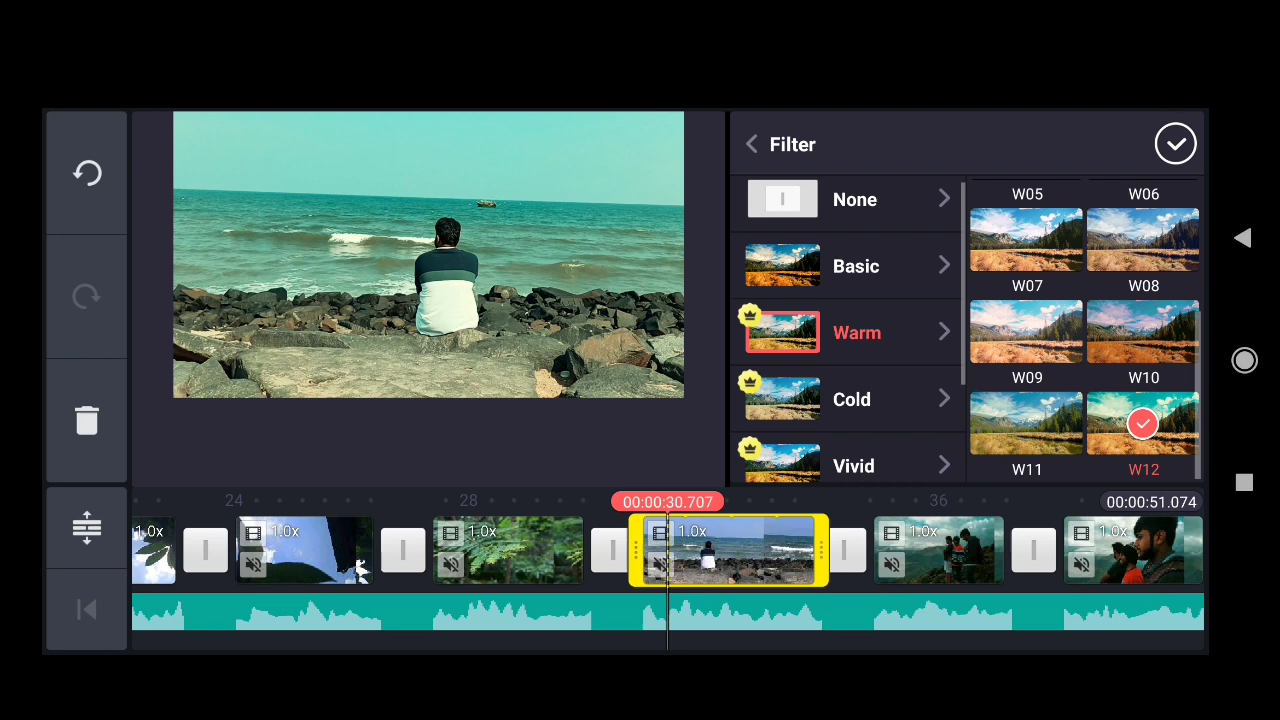 Filter
None
Basic
Warm
Cold
Vivid
W05 W06
W07 W08
W09 W10
W11 W12
24 28 00:00:30.707 36 00:00:51.074
1.0x 1.0x 1.0x 1.0x 1.0x 1.0x